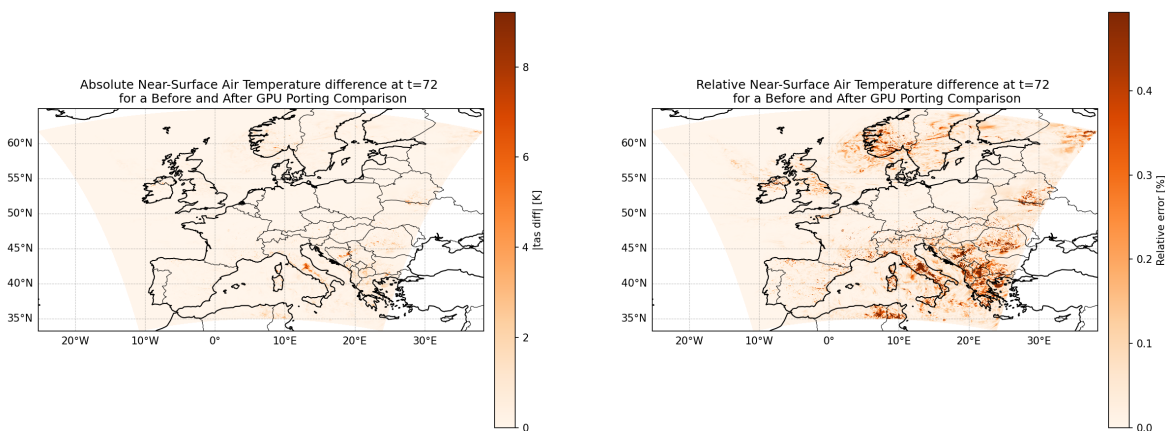 Absolute Near-Surface Air Temperature difference at t=72
for a Before and After GPU Porting Comparison
60°N
55°N
50°N
45°N
40°N
35°N
20°W
10°W
0°
10°E
20°E
30°E
8
6
4
2
0
|tas diff| [K]
Relative Near-Surface Air Temperature difference at t=72
for a Before and After GPU Porting Comparison
60°N
55°N
50°N
45°N
40°N
35°N
20°W
10°W
0°
10°E
20°E
30°E
0.4
0.3
0.2
0.1
0.0
Relative error [%]